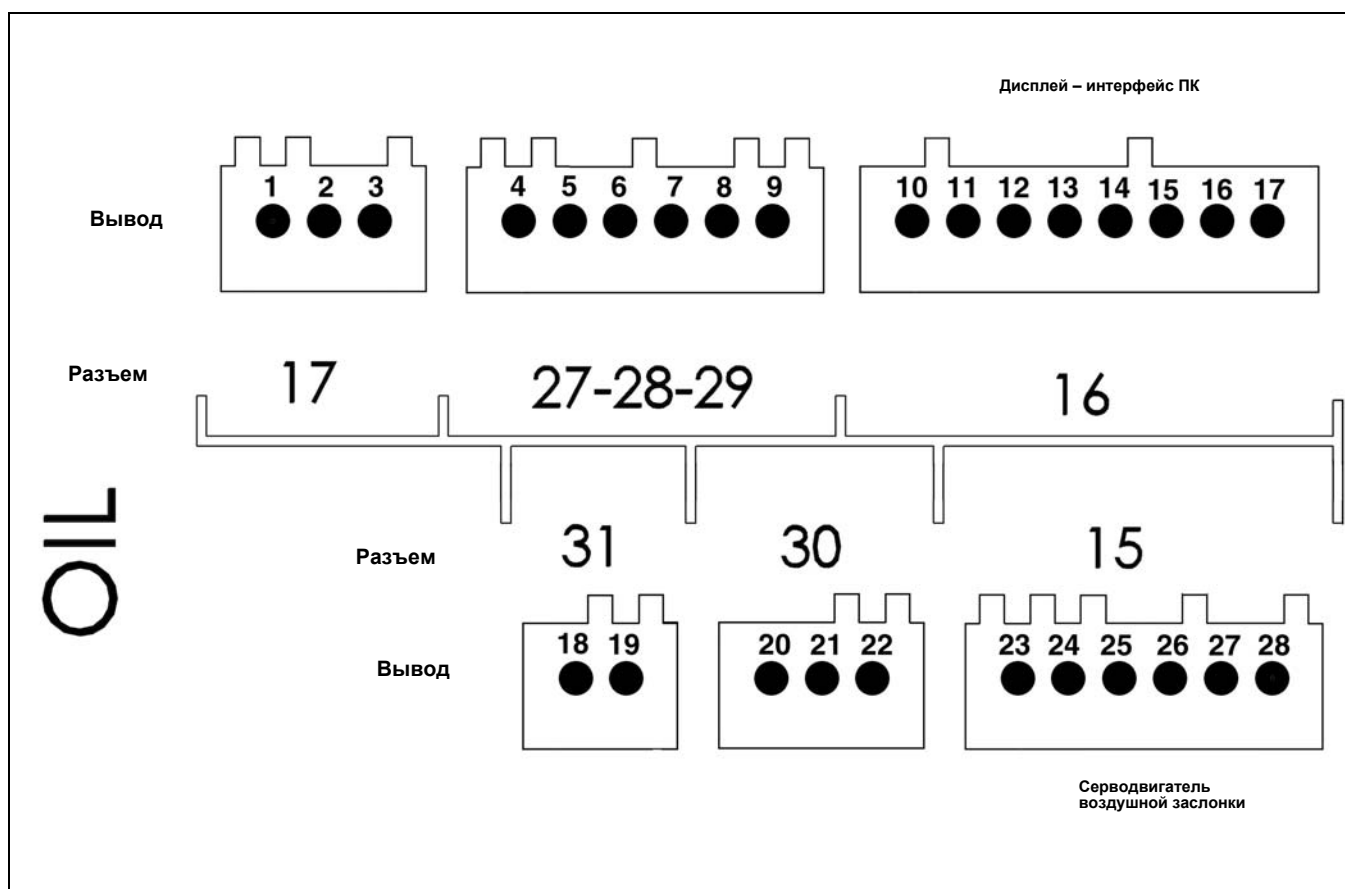 Дисплей – интерфейс ПК
1 2 3 4 5 6 7 8 9 10 11 12 13 14 15 16 17
Вывод
Разъем 17 27-28-29 16
OIL
Разъем 31 30 15
18 19 20 21 22 23 24 25 26 27 28
Вывод
Серводвигатель
воздушной заслонки